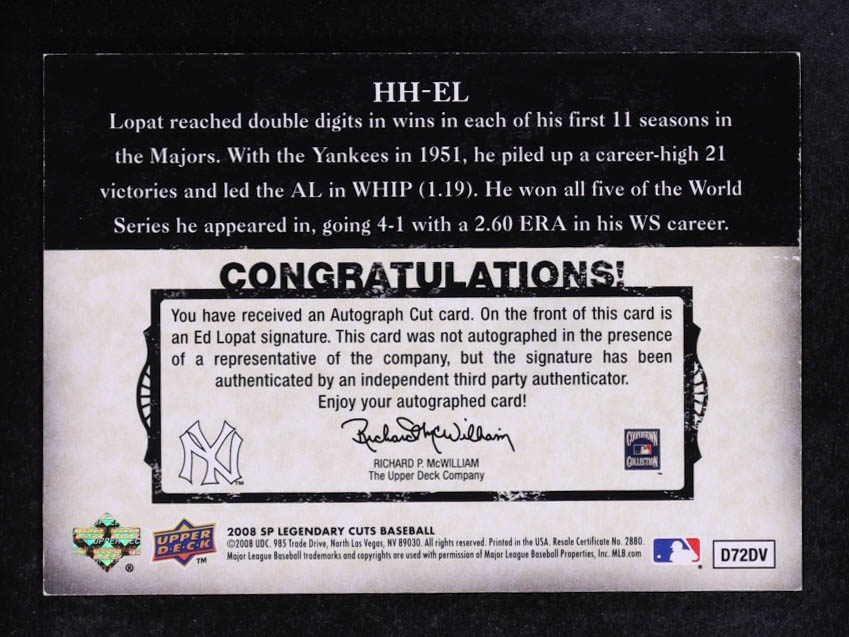 HH-EL
Lopat reached double digits in wins in each of his first 11 seasons in
the Majors. With the Yankees in 1951, he piled up a career-high 21
victories and led the AL in WHIP (1.19). He won all five of the World
Series he appeared in, going 4-1 with a 2.60 ERA in his WS career.
CONGRATULATIONS!
You have received an Autograph Cut card. On the front of this card is
an Ed Lopat signature. This card was not autographed in the presence
of a representative of the company, but the signature has been
authenticated by an independent third party authenticator.
Enjoy your autographed card!
Richard P. McWilliam
NY TM
COOPERSTOWN
COLLECTION
RICHARD P. McWILLIAM
The Upper Deck Company
UPPER DECK ®
UPPER
D·E·C·K
TM
2008 SP LEGENDARY CUTS BASEBALL
©2008 UDC. 985 Trade Drive, North Las Vegas, NV 89030. All rights reserved. Printed in the USA. Resale Certificate No. 2880.
Major League Baseball trademarks and copyrights are used with permission of Major League Baseball Properties, Inc. MLB.com
®
D72DV